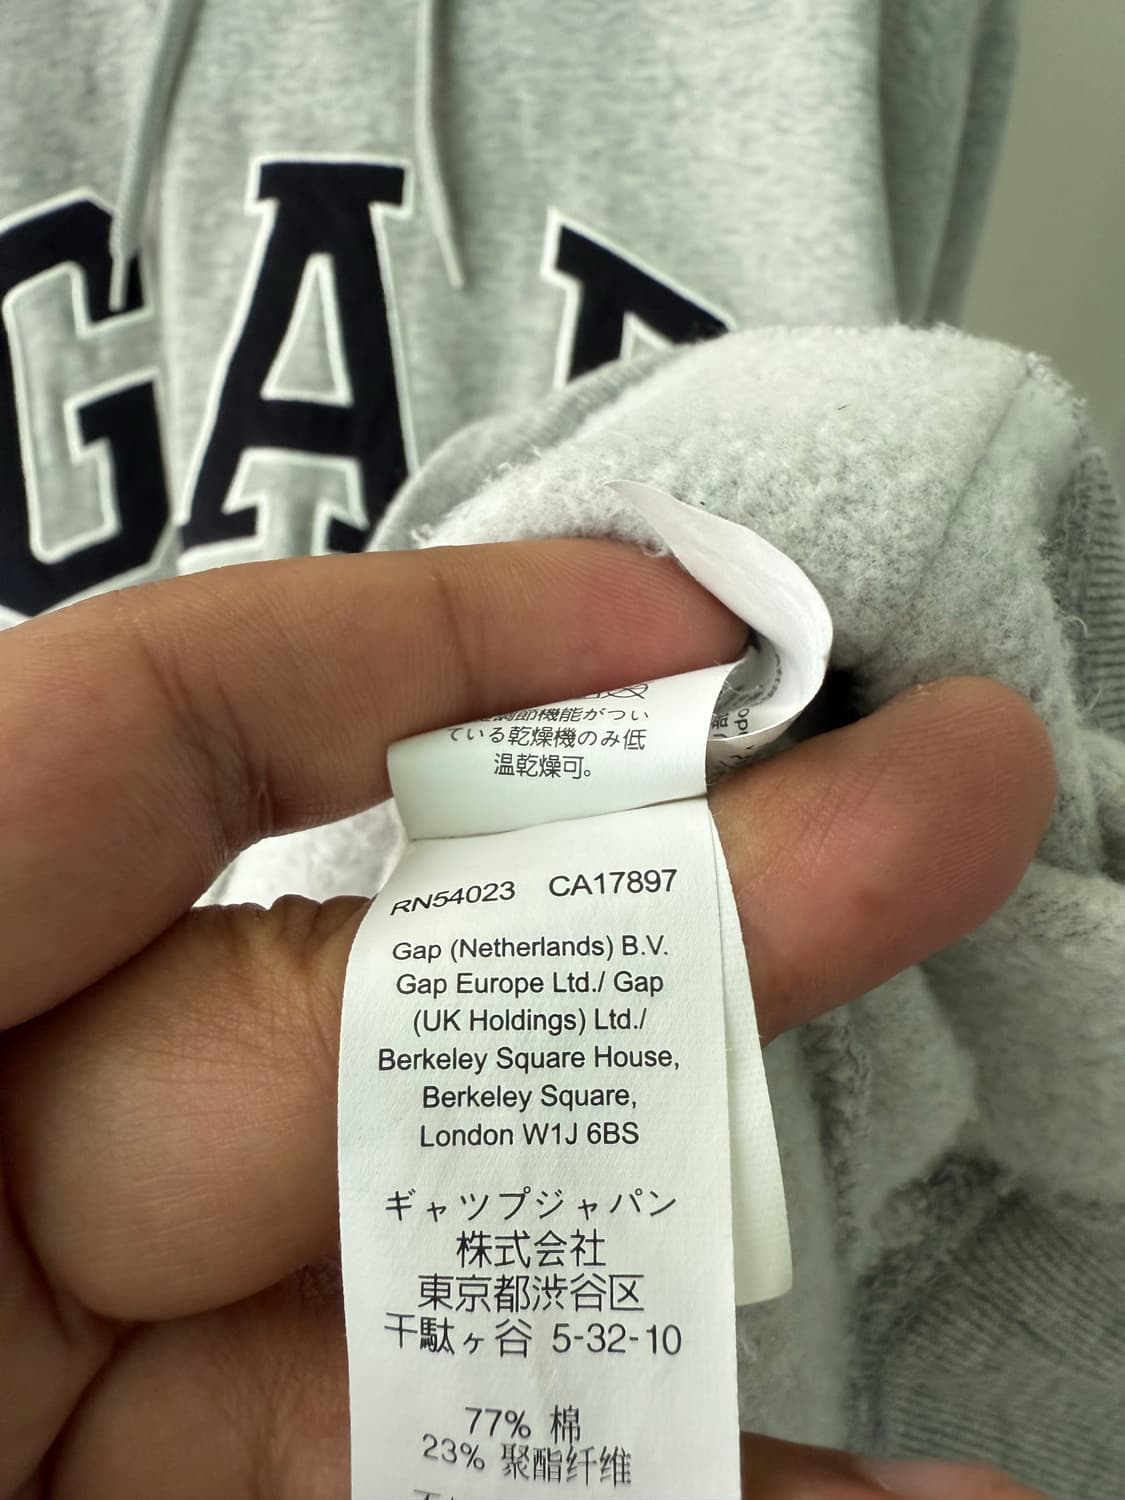 GAP
調節機能がつい
ている乾燥機のみ低
温乾燥可。
RN54023 CA17897
Gap (Netherlands) B.V.
Gap Europe Ltd./ Gap
(UK Holdings) Ltd./
Berkeley Square House,
Berkeley Square,
London W1J 6BS
ギャップジャパン
株式会社
東京都渋谷区
千駄ヶ谷 5-32-10
77% 棉
23% 聚酯纤维